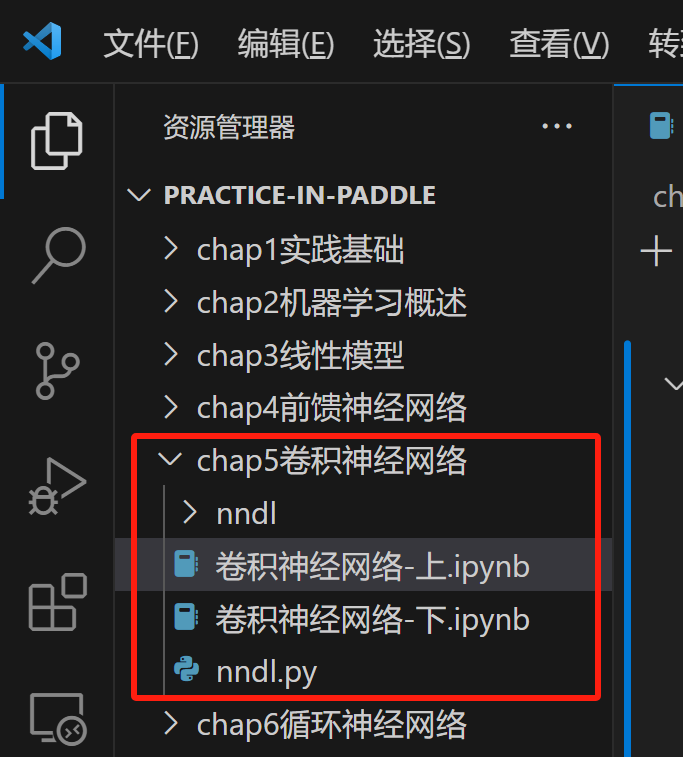 文件(F) 编辑(E) 选择(S) 查看(V) 转
资源管理器 ...
PRACTICE-IN-PADDLE
ch
chap1实践基础
chap2机器学习概述
chap3线性模型
chap4前馈神经网络
chap5卷积神经网络
nndl
卷积神经网络-上.ipynb
卷积神经网络-下.ipynb
nndl.py
chap6循环神经网络